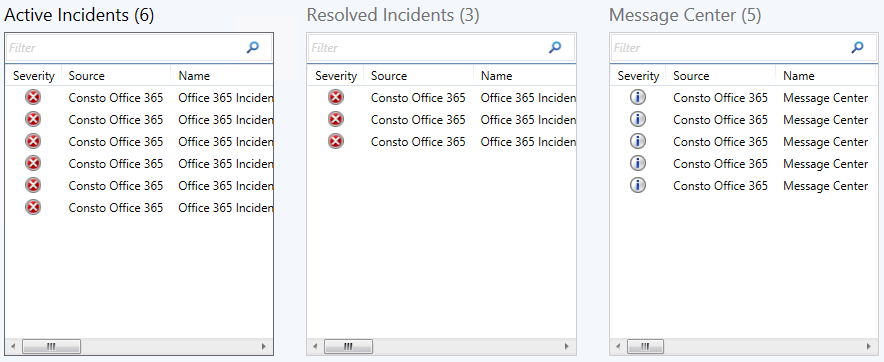 Active Incidents (6)
Filter
Severity Source Name
Consto Office 365 Office 365 Inciden
Consto Office 365 Office 365 Inciden
Consto Office 365 Office 365 Inciden
Consto Office 365 Office 365 Inciden
Consto Office 365 Office 365 Inciden
Consto Office 365 Office 365 Inciden
Resolved Incidents (3)
Filter
Severity Source Name
Consto Office 365 Office 365 Inciden
Consto Office 365 Office 365 Inciden
Consto Office 365 Office 365 Inciden
Message Center (5)
Filter
Severity Source Name
Consto Office 365 Message Center
Consto Office 365 Message Center
Consto Office 365 Message Center
Consto Office 365 Message Center
Consto Office 365 Message Center